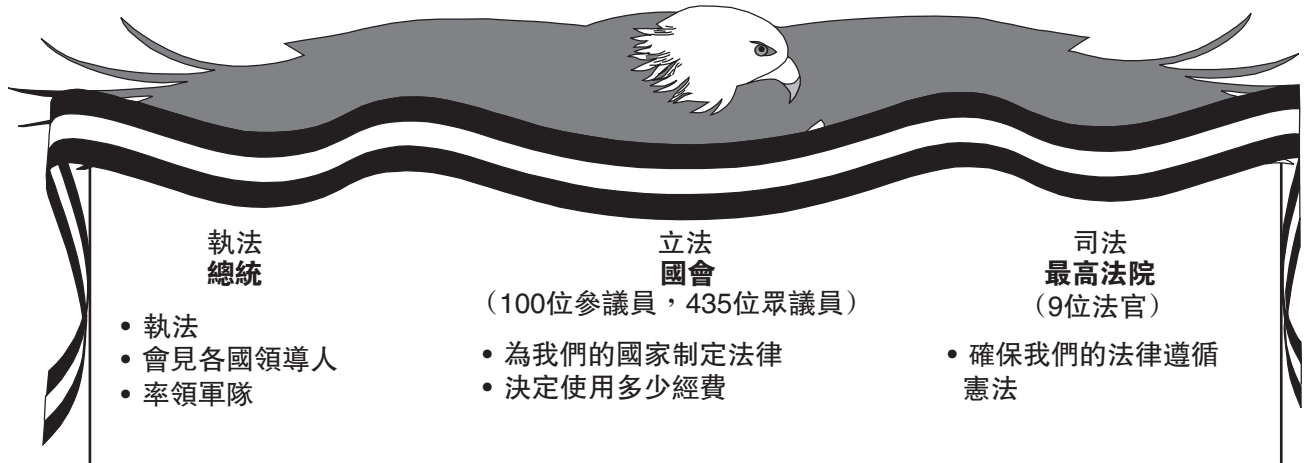 執法
總統
• 執法
• 會見各國領導人
• 率領軍隊
立法
國會
（100位參議員，435位眾議員）
• 為我們的國家制定法律
• 決定使用多少經費
司法
最高法院
（9位法官）
• 確保我們的法律遵循
憲法